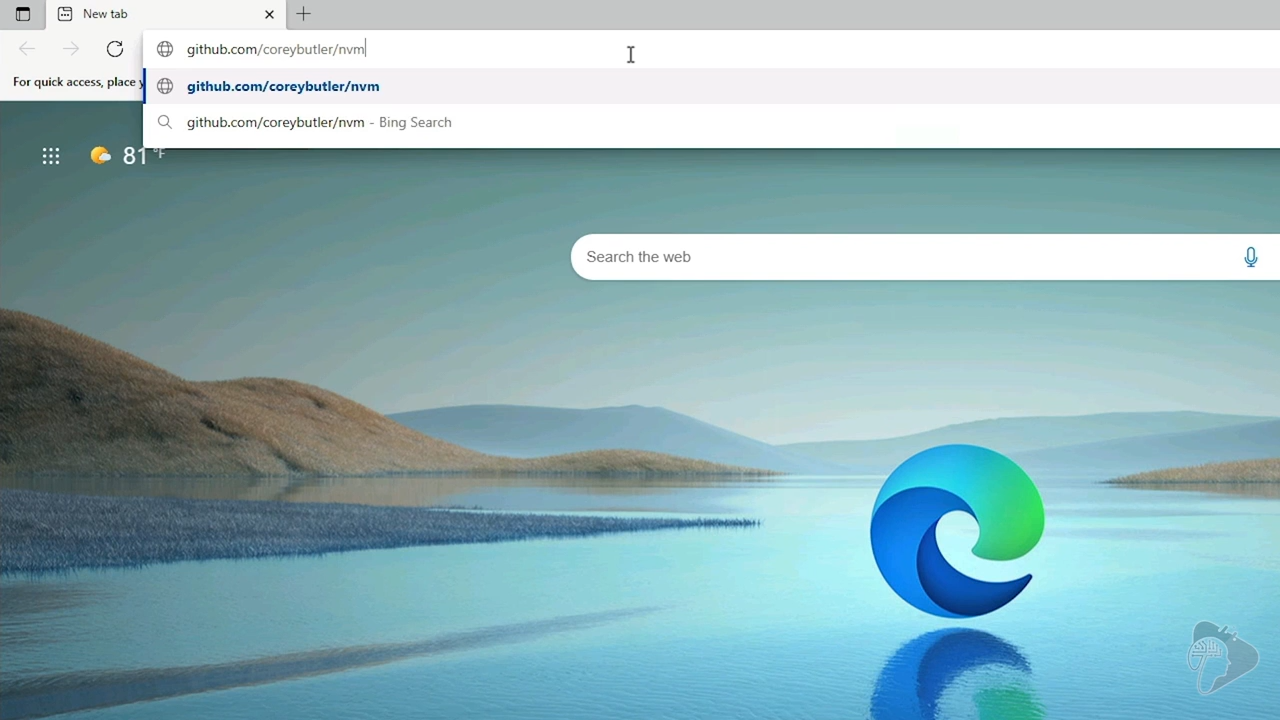 New tab
github.com/coreybutler/nvm
For quick access, place
github.com/coreybutler/nvm
github.com/coreybutler/nvm - Bing Search
81 °F
Search the web